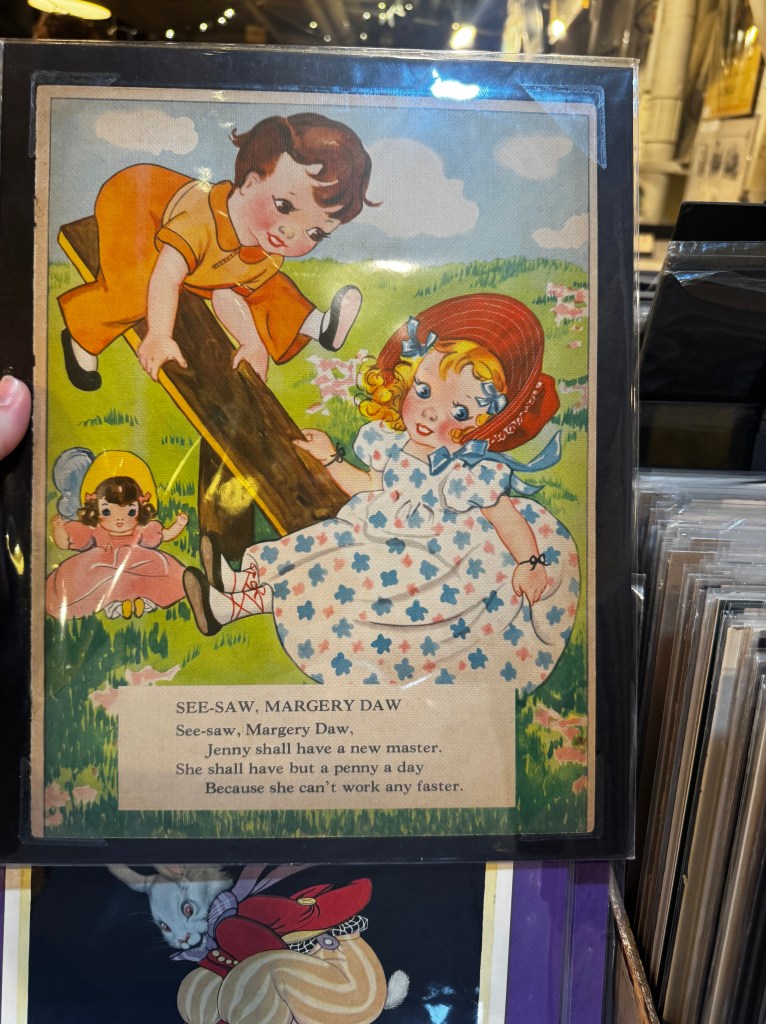 SEE-SAW, MARGERY DAW
See-saw, Margery Daw,
Jenny shall have a new master.
She shall have but a penny a day
Because she can't work any faster.